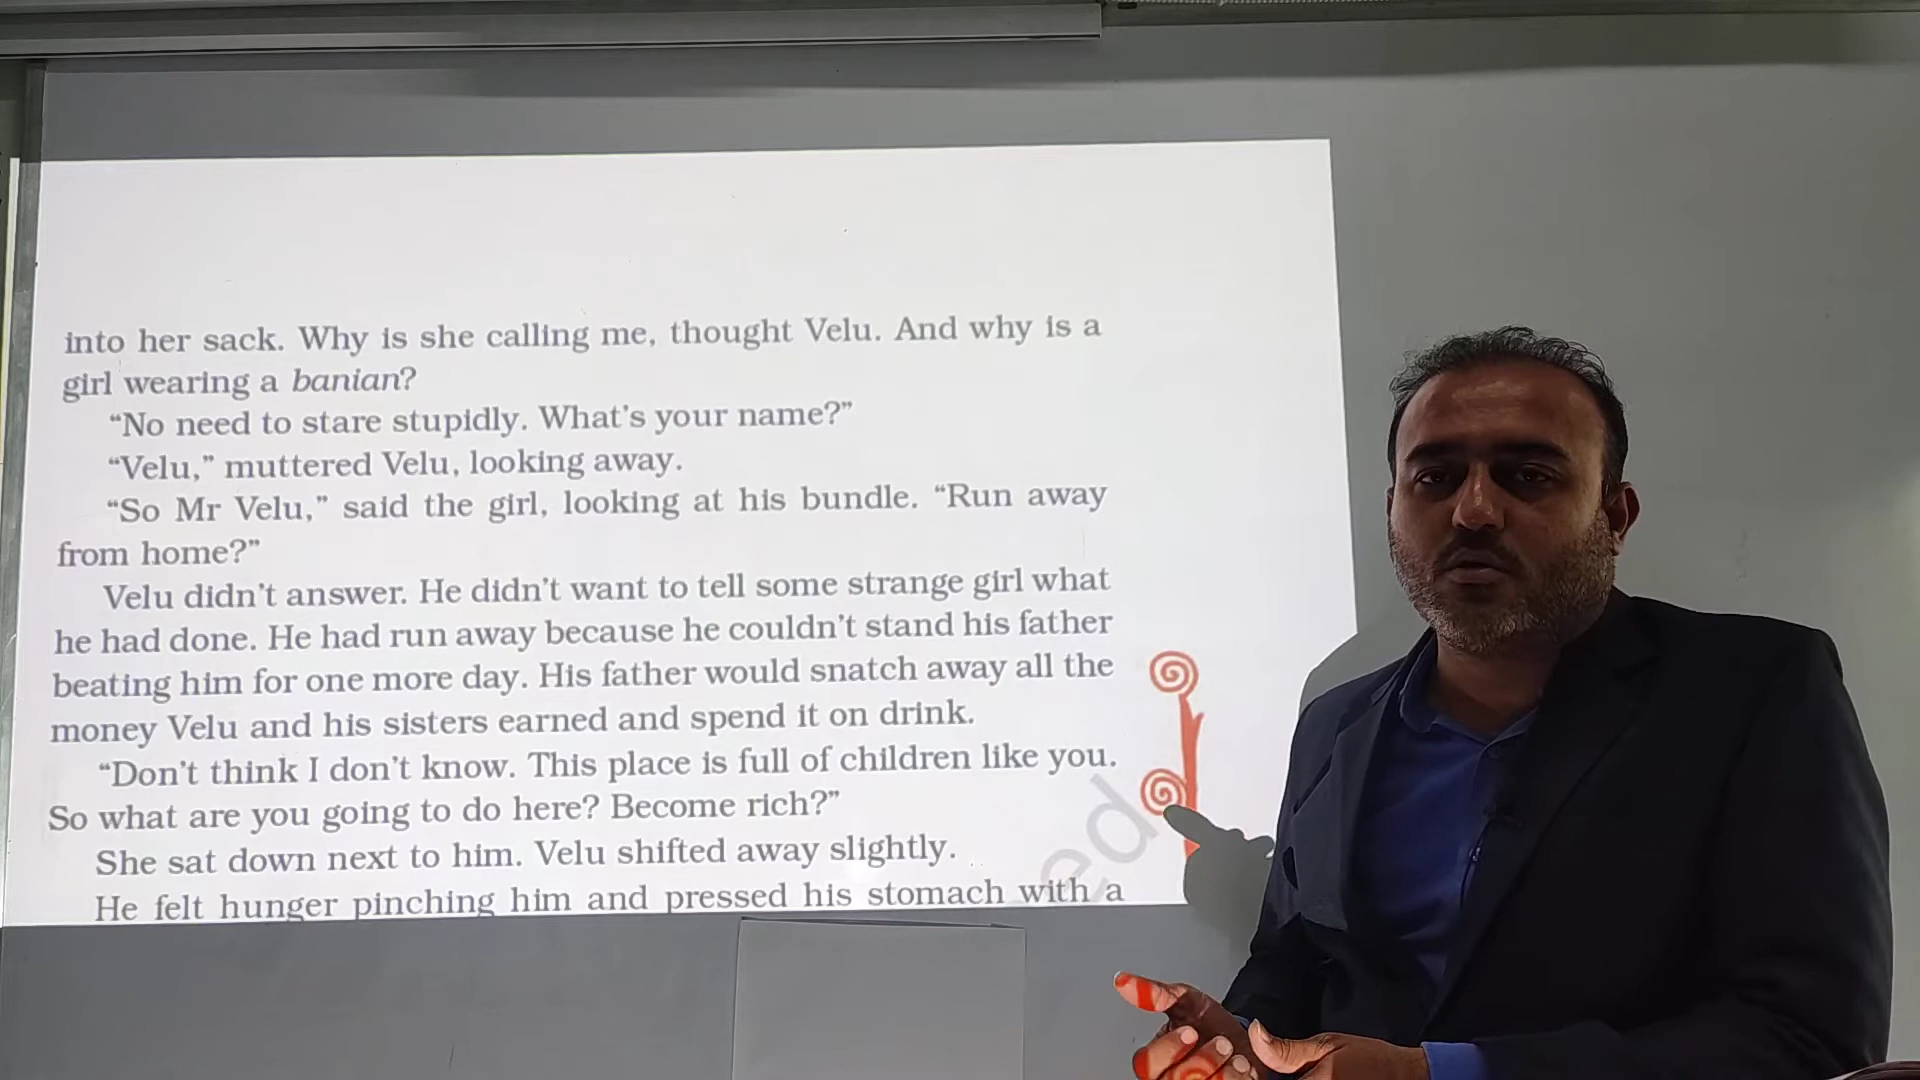 into her sack. Why is she calling me, thought Velu. And why is a
girl wearing a banian?
“No need to stare stupidly. What’s your name?”
“Velu,” muttered Velu, looking away.
“So Mr Velu,” said the girl, looking at his bundle. “Run away
from home?”
Velu didn’t answer. He didn’t want to tell some strange girl what
he had done. He had run away because he couldn’t stand his father
beating him for one more day. His father would snatch away all the
money Velu and his sisters earned and spend it on drink.
“Don’t think I don’t know. This place is full of children like you.
So what are you going to do here? Become rich?”
She sat down next to him. Velu shifted away slightly.
He felt hunger pinching him and pressed his stomach with a
ed